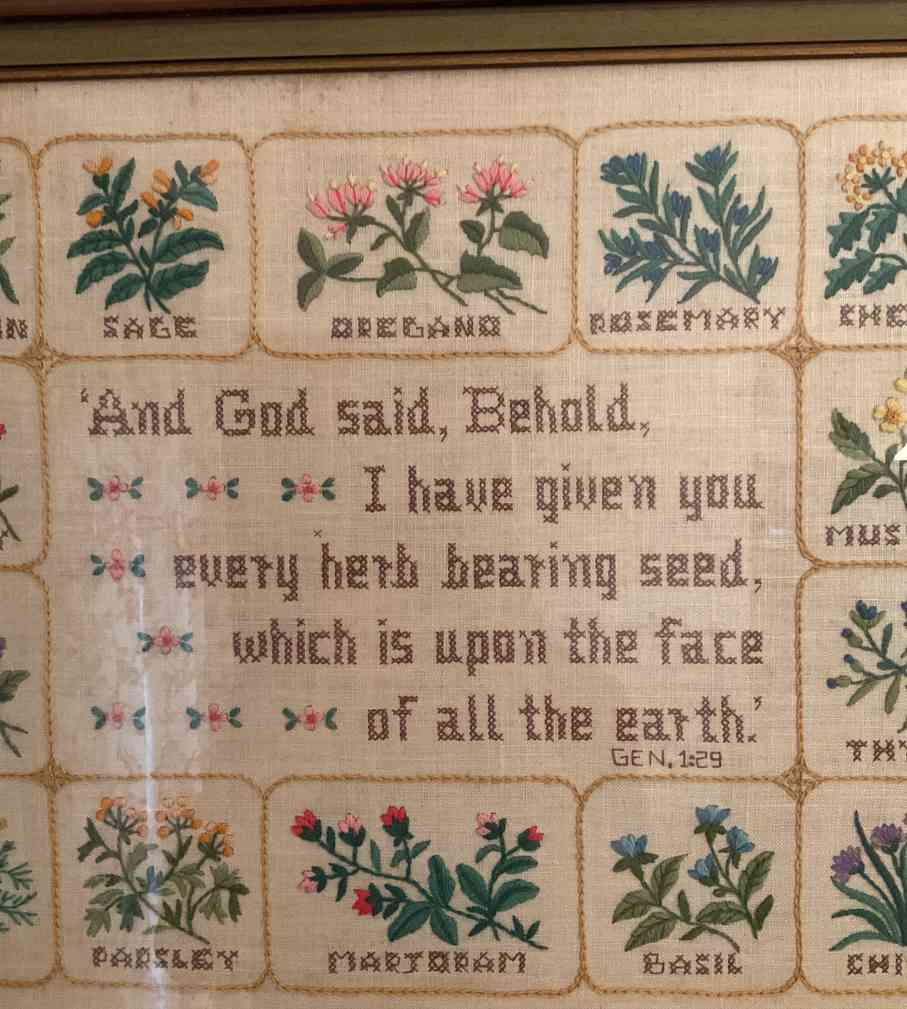 SAGE OREGANO ROSEMARY
'And God said, Behold,
I have given you
every herb bearing seed,
which is upon the face
of all the earth.'
GEN. 1:29
PARSLEY MARJORAM BASIL